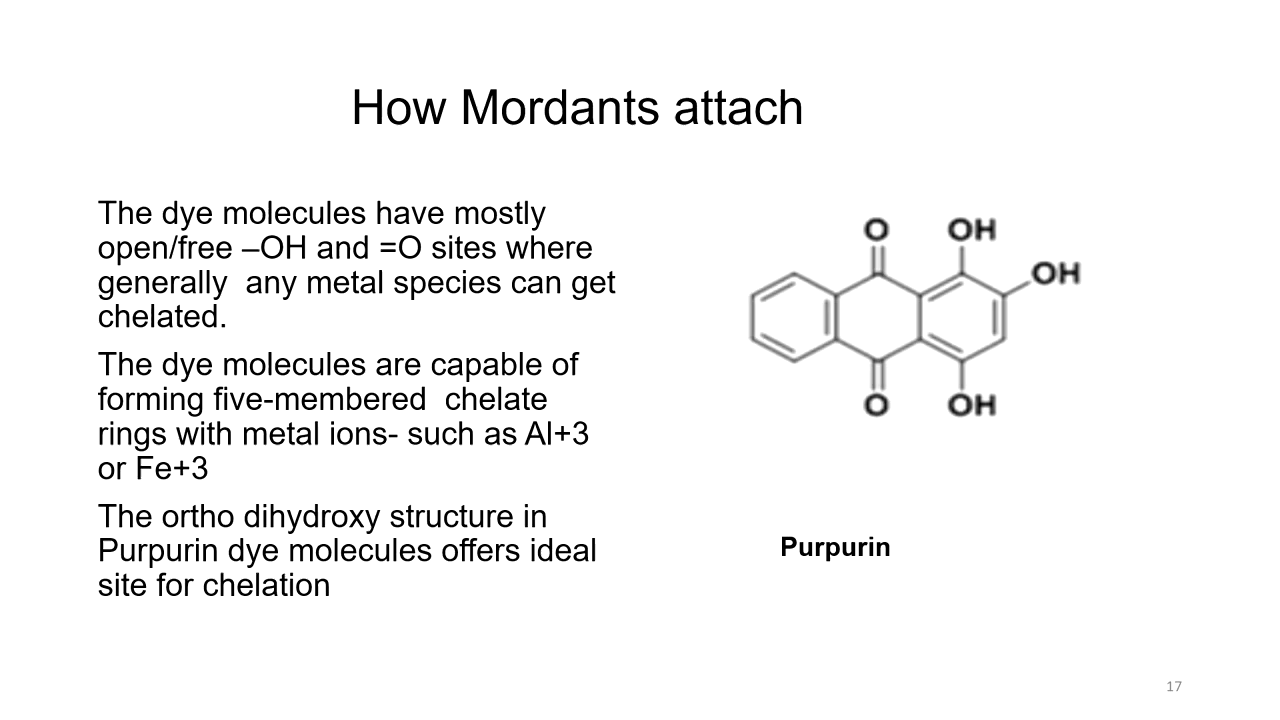 How Mordants attach
The dye molecules have mostly
open/free –OH and =O sites where
generally  any metal species can get
chelated.
The dye molecules are capable of
forming five-membered  chelate
rings with metal ions- such as Al+3
or Fe+3
The ortho dihydroxy structure in
Purpurin dye molecules offers ideal
site for chelation
O OH
OH
O OH
Purpurin
17